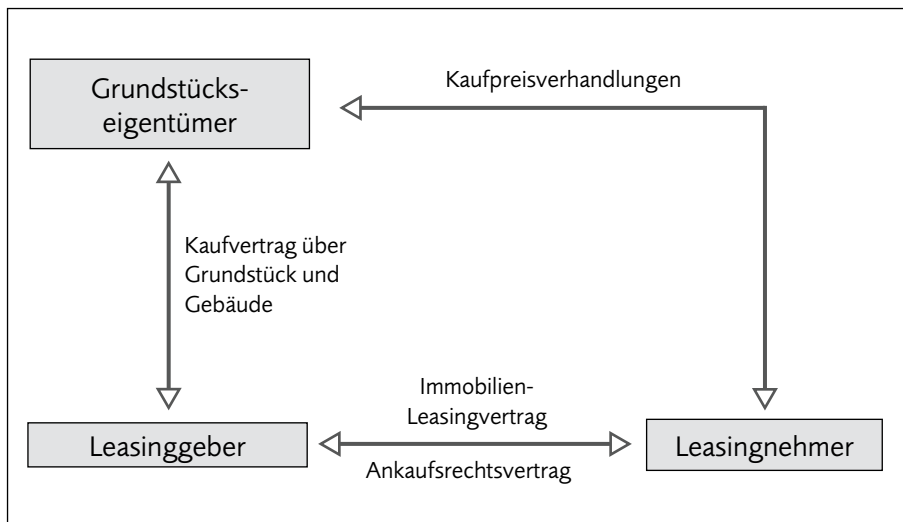 Grundstücks-
eigentümer
Kaufpreisverhandlungen
Kaufvertrag über
Grundstück und
Gebäude
Immobilien-
Leasingvertrag
Leasinggeber
Leasingnehmer
Ankaufsrechtsvertrag